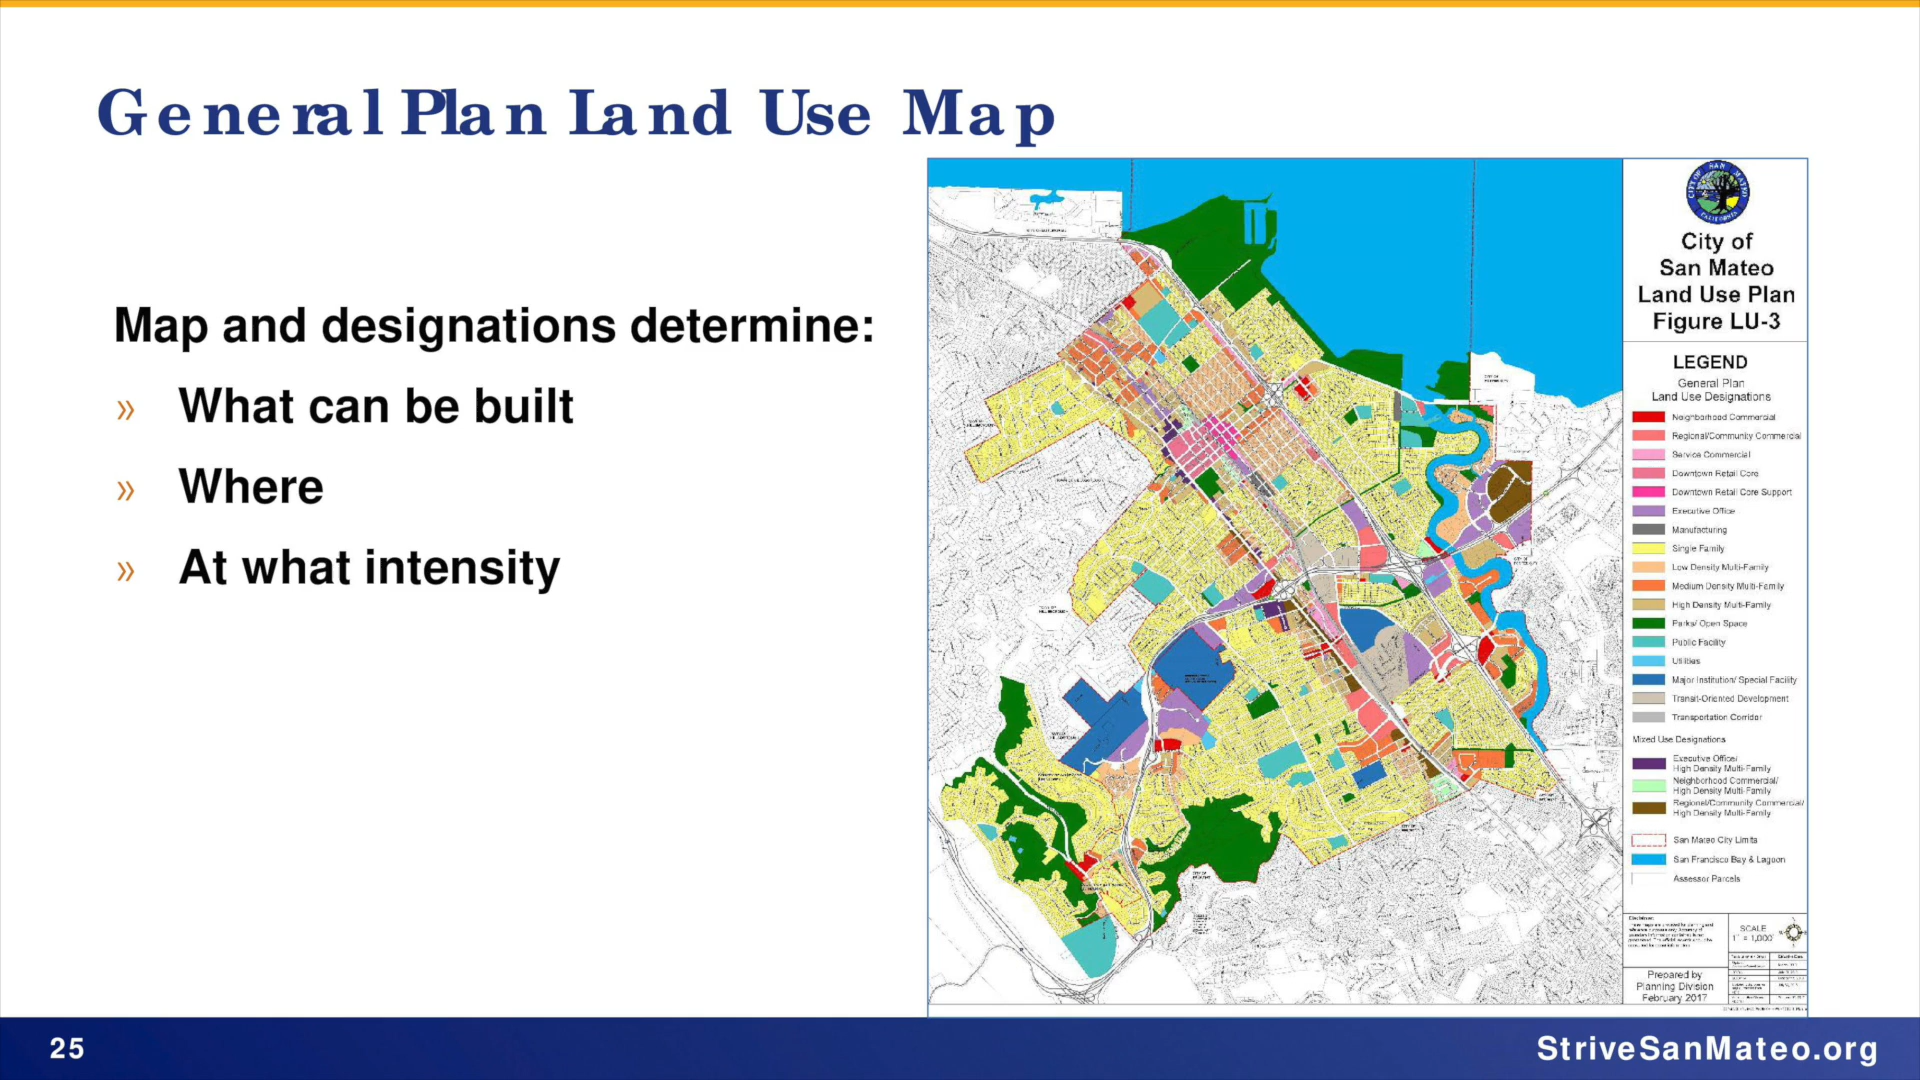 General Plan Land Use Map
Map and designations determine:
» What can be built
» Where
» At what intensity
City of
San Mateo
Land Use Plan
Figure LU-3
LEGEND
General Plan
Land Use Designations
Neighborhood Commercial
Regional/Community Commercial
Service Commercial
Downtown Retail Core
Downtown Retail Core Support
Executive Office
Manufacturing
Single Family
Low Density Multi-Family
Medium Density Multi-Family
High Density Multi-Family
Parks/ Open Space
Public Facility
Utilities
Major Institution/ Special Facility
Transit-Oriented Development
Transportation Corridor
Mixed Use Designations
Executive Office/
High Density Multi-Family
Neighborhood Commercial/
High Density Multi-Family
Regional/Community Commercial/
High Density Multi-Family
San Mateo City Limits
San Francisco Bay & Lagoon
Assessor Parcels
SCALE
1" = 1,000'
Prepared by
Planning Division
February 2017
25
StriveSanMateo.org